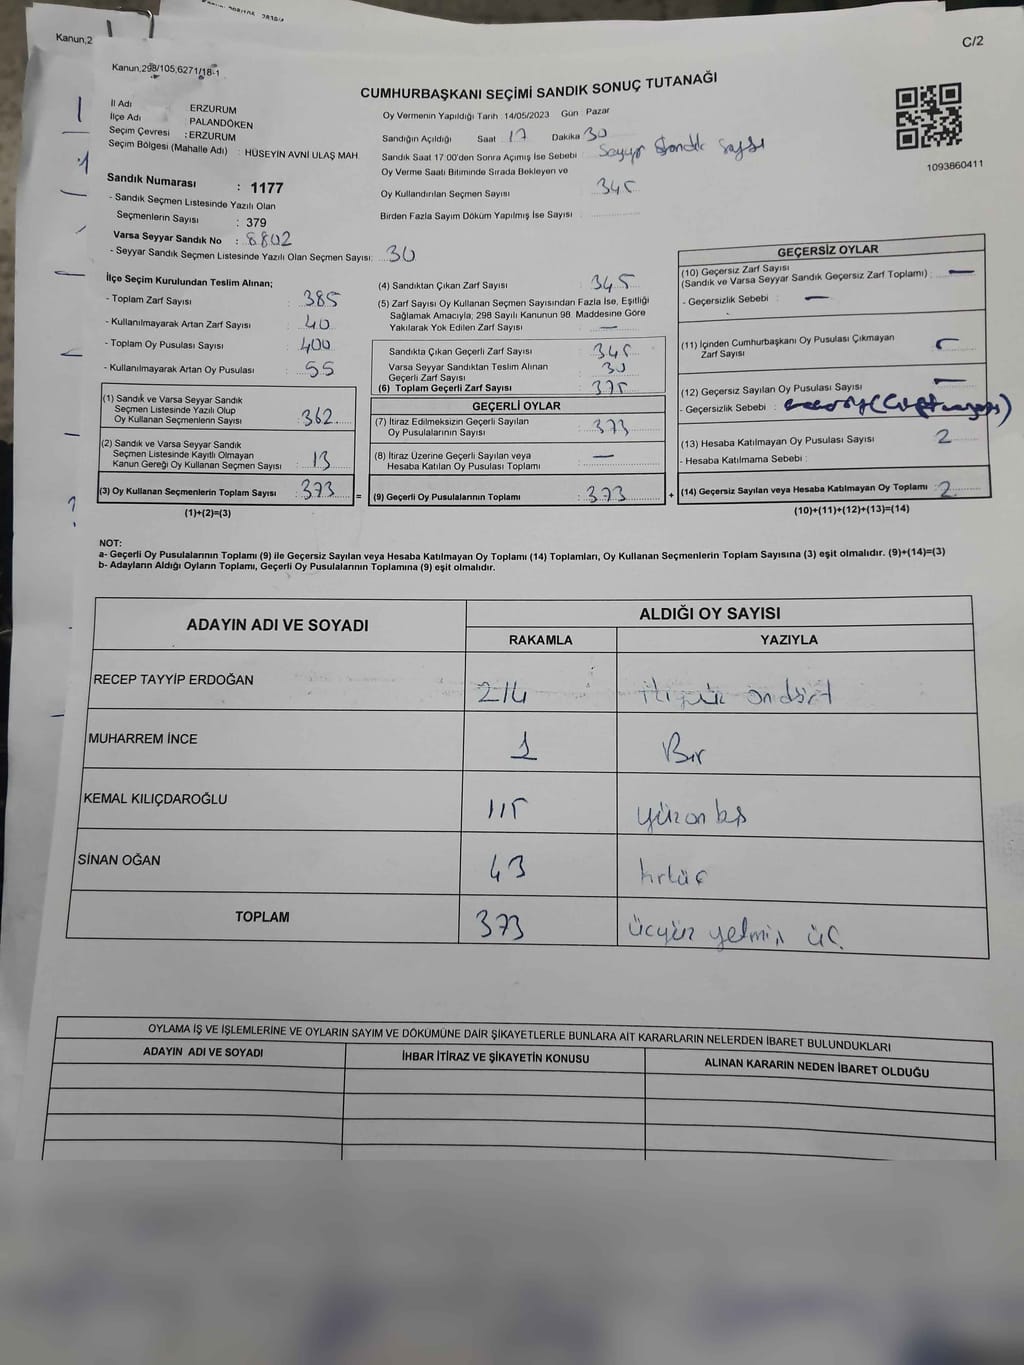 Kanun,2
C/2
Kanun,298/105,6271/18-1
CUMHURBAŞKANI SEÇİMİ SANDIK SONUÇ TUTANAĞI
1093860411
İl Adı ERZURUM
İlçe Adı PALANDÖKEN
Seçim Çevresi : ERZURUM
Seçim Bölgesi (Mahalle Adı) : HÜSEYİN AVNİ ULAŞ MAH
Sandık Numarası : 1177
- Sandık Seçmen Listesinde Yazılı Olan
Seçmenlerin Sayısı : 379
Varsa Seyyar Sandık No : 8802
- Seyyar Sandık Seçmen Listesinde Yazılı Olan Seçmen Sayısı: 30
Oy Vermenin Yapıldığı Tarih 14/05/2023 Gün Pazar
Sandığın Açıldığı Saat 17 Dakika 30
Sandık Saat 17:00'den Sonra Açımış İse Sebebi : Seyyar Sandık
Oy Verme Saati Bitiminde Sırada Bekleyen ve
Oy Kullandırılan Seçmen Sayısı 345
Birden Fazla Sayım Döküm Yapılmış İse Sayısı :
İlçe Seçim Kurulundan Teslim Alınan;
- Toplam Zarf Sayısı : 385
- Kullanılmayarak Artan Zarf Sayısı : 40
- Toplam Oy Pusulası Sayısı : 400
- Kullanılmayarak Artan Oy Pusulası : 55
(1) Sandık ve Varsa Seyyar Sandık
Seçmen Listesinde Yazılı Olup
Oy Kullanan Seçmenlerin Sayısı : 362
(2) Sandık ve Varsa Seyyar Sandık
Seçmen Listesinde Kayıtlı Olmayan
Kanun Gereği Oy Kullanan Seçmen Sayısı : 13
(3) Oy Kullanan Seçmenlerin Toplam Sayısı : 373
(1)+(2)=(3)
(4) Sandıktan Çıkan Zarf Sayısı : 345
(5) Zarf Sayısı Oy Kullanan Seçmen Sayısından Fazla İse, Eşitliği
Sağlamak Amacıyla; 298 Sayılı Kanunun 98. Maddesine Göre
Yakılarak Yok Edilen Zarf Sayısı : —
Sandıkta Çıkan Geçerli Zarf Sayısı : 345
Varsa Seyyar Sandıktan Teslim Alınan
Geçerli Zarf Sayısı : 30
(6) Toplam Geçerli Zarf Sayısı : 375
GEÇERLİ OYLAR
(7) İtiraz Edilmeksizin Geçerli Sayılan
Oy Pusulalarının Sayısı : 373
(8) İtiraz Üzerine Geçerli Sayılan veya
Hesaba Katılan Oy Pusulası Toplamı : —
= (9) Geçerli Oy Pusulalarının Toplamı : 373
GEÇERSİZ OYLAR
(10) Geçersiz Zarf Sayısı
(Sandık ve Varsa Seyyar Sandık Geçersiz Zarf Toplamı) : —
- Geçersizlik Sebebi : —
(11) İçinden Cumhurbaşkanı Oy Pusulası Çıkmayan
Zarf Sayısı :
(12) Geçersiz Sayılan Oy Pusulası Sayısı : —
- Geçersizlik Sebebi :
(13) Hesaba Katılmayan Oy Pusulası Sayısı : 2
- Hesaba Katılmama Sebebi :
+ (14) Geçersiz Sayılan veya Hesaba Katılmayan Oy Toplamı : 2
(10)+(11)+(12)+(13)=(14)
NOT:
a- Geçerli Oy Pusulalarının Toplamı (9) ile Geçersiz Sayılan veya Hesaba Katılmayan Oy Toplamı (14) Toplamları, Oy Kullanan Seçmenlerin Toplam Sayısına (3) eşit olmalıdır. (9)+(14)=(3)
b- Adayların Aldığı Oyların Toplamı, Geçerli Oy Pusulalarının Toplamına (9) eşit olmalıdır.
ADAYIN ADI VE SOYADI ALDIĞI OY SAYISI
RAKAMLA YAZIYLA
RECEP TAYYİP ERDOĞAN 214 ikiyüz ondört
MUHARREM İNCE 1 Bir
KEMAL KILIÇDAROĞLU 115 yüzon beş
SİNAN OĞAN 43 kırküç
TOPLAM 373 üçyüz yetmiş üç
OYLAMA İŞ VE İŞLEMLERİNE VE OYLARIN SAYIM VE DÖKÜMÜNE DAİR ŞİKAYETLERLE BUNLARA AİT KARARLARIN NELERDEN İBARET BULUNDUKLARI
ADAYIN ADI VE SOYADI İHBAR İTİRAZ VE ŞİKAYETİN KONUSU ALINAN KARARIN NEDEN İBARET OLDUĞU